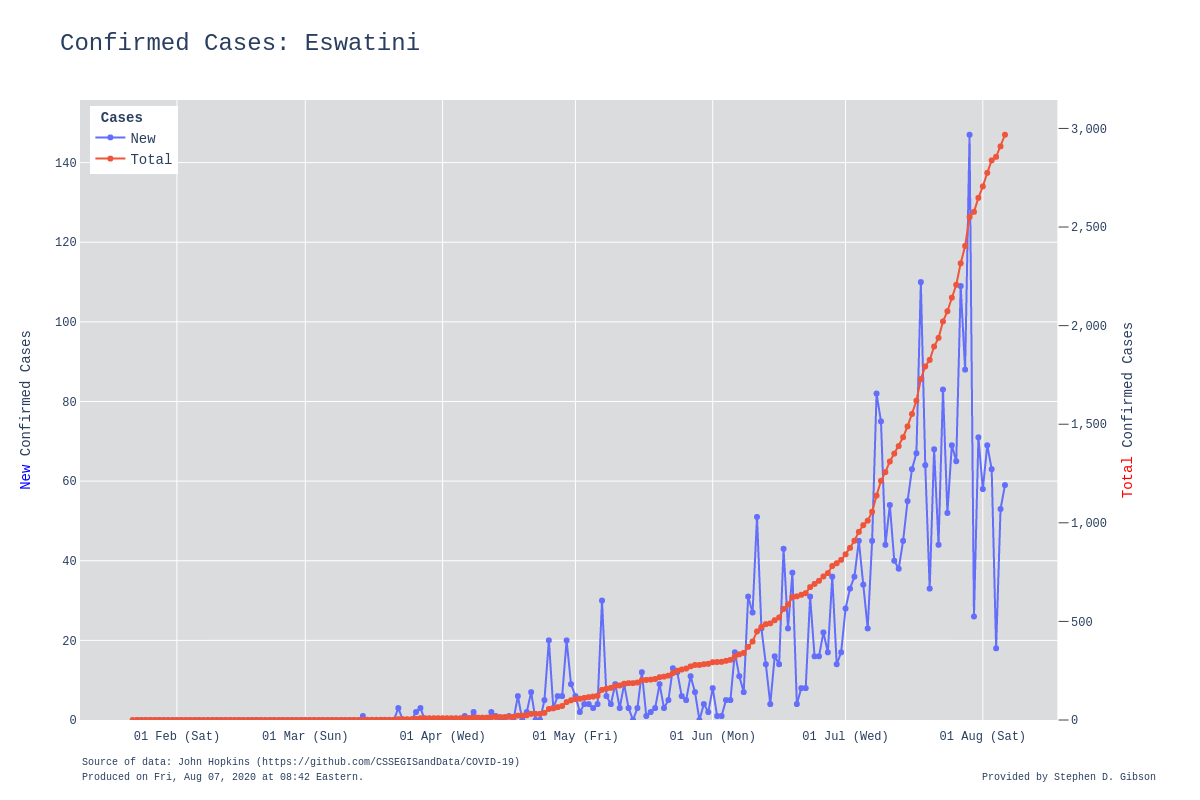 Confirmed Cases: Eswatini
Cases
New
Total
140
120
100
80
60
40
20
0
3,000
2,500
2,000
1,500
1,000
500
0
New Confirmed Cases
Total Confirmed Cases
01 Feb (Sat)
01 Mar (Sun)
01 Apr (Wed)
01 May (Fri)
01 Jun (Mon)
01 Jul (Wed)
01 Aug (Sat)
Source of data: John Hopkins (https://github.com/CSSEGISandData/COVID-19)
Produced on Fri, Aug 07, 2020 at 08:42 Eastern.
Provided by Stephen D. Gibson